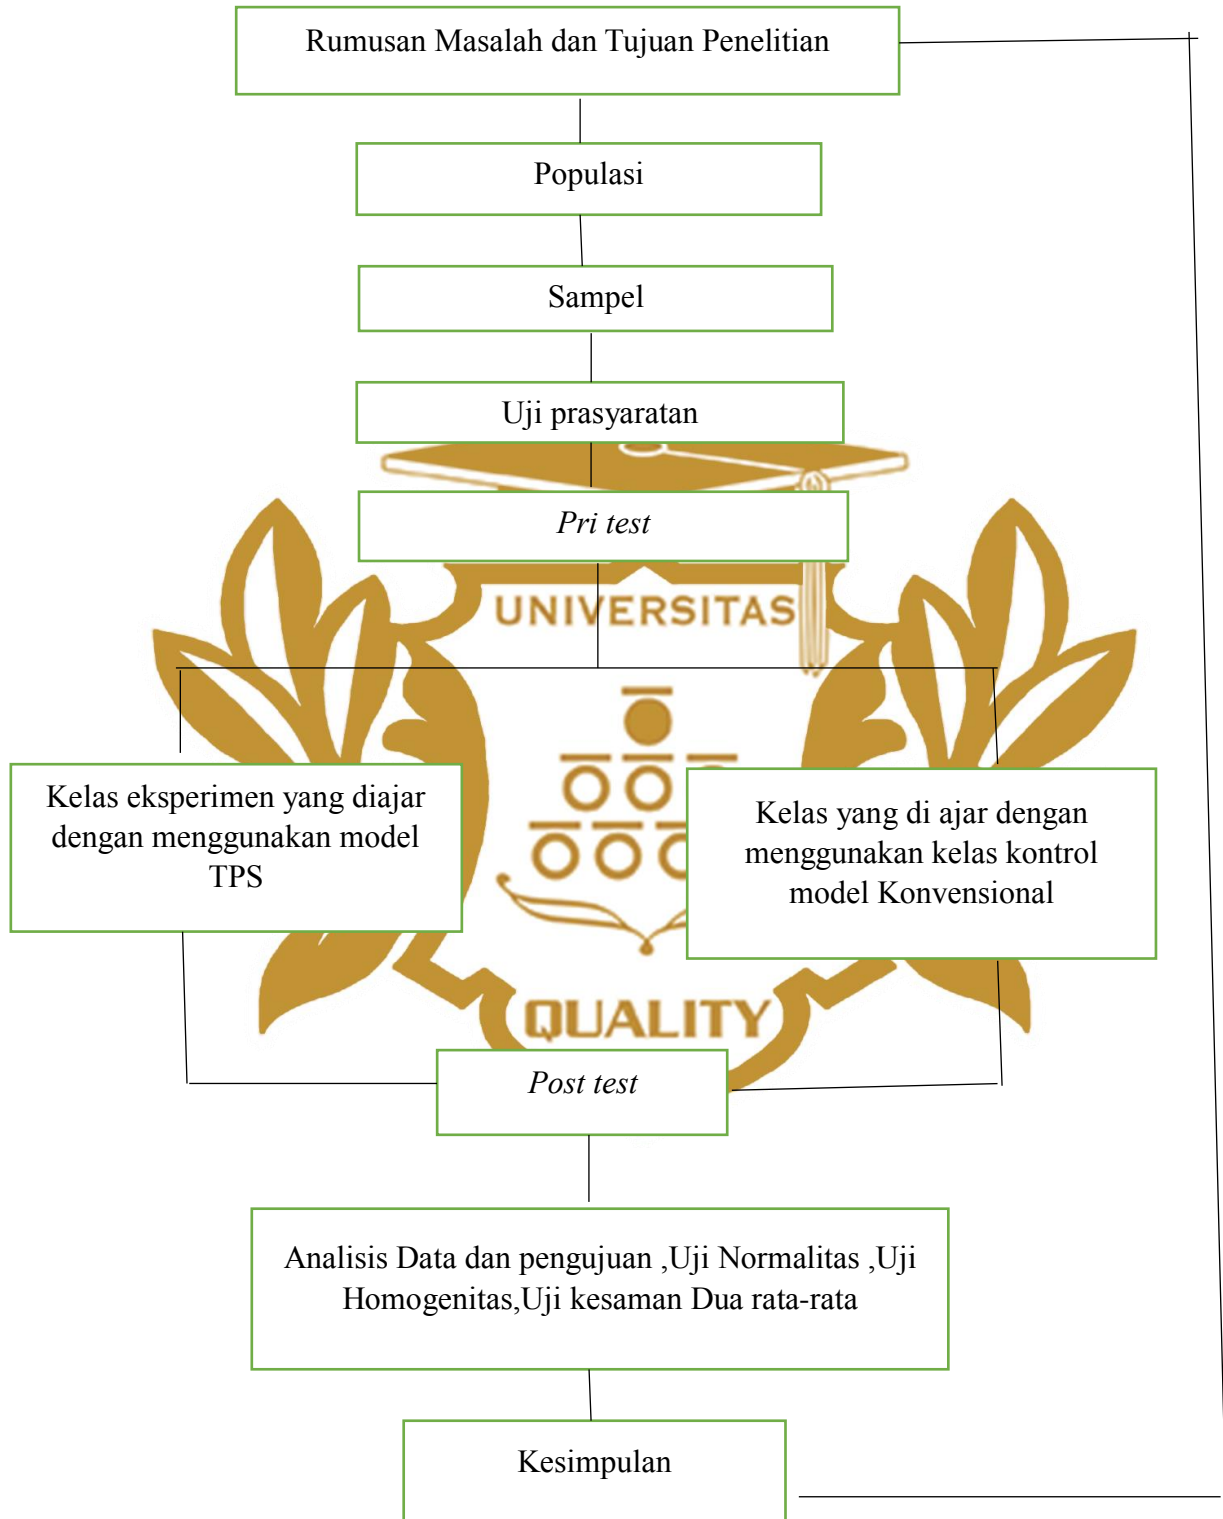 Rumusan Masalah dan Tujuan Penelitian
Populasi
Sampel
Uji prasyaratan
Pri test
UNIVERSITAS
Kelas eksperimen yang diajar
dengan menggunakan model
TPS
Kelas yang di ajar dengan
menggunakan kelas kontrol
model Konvensional
QUALITY
Post test
Analisis Data dan pengujuan ,Uji Normalitas ,Uji
Homogenitas,Uji kesaman Dua rata-rata
Kesimpulan